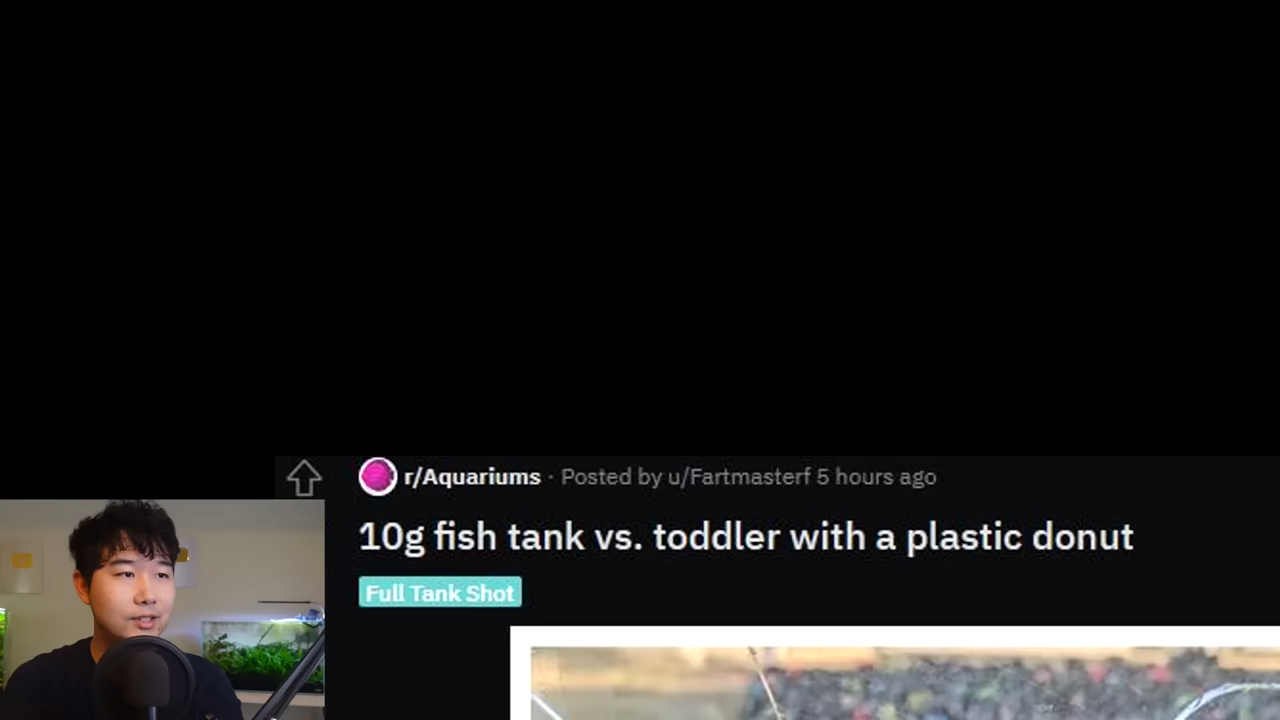 r/Aquariums · Posted by u/Fartmasterf 5 hours ago
10g fish tank vs. toddler with a plastic donut
Full Tank Shot